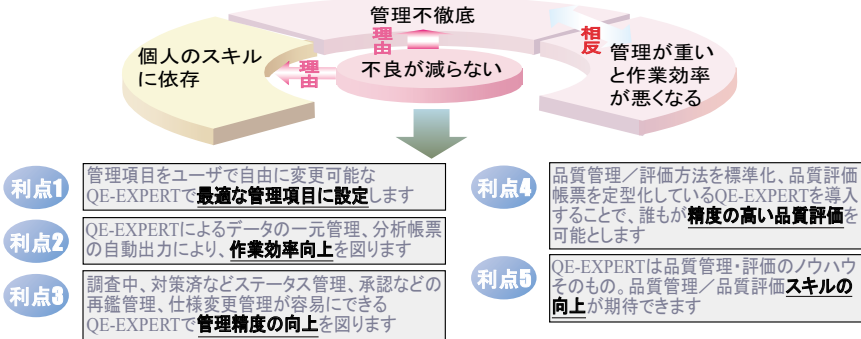 管理不徹底
理由
相反
個人のスキル
に依存
理由
不良が減らない
管理が重い
と作業効率
が悪くなる
利点1
管理項目をユーザで自由に変更可能な
QE-EXPERTで最適な管理項目に設定します
利点2
QE-EXPERTによるデータの一元管理、分析帳票
の自動出力により、作業効率向上を図ります
利点3
調査中、対策済などステータス管理、承認などの
再鑑管理、仕様変更管理が容易にできる
QE-EXPERTで管理精度の向上を図ります
利点4
品質管理／評価方法を標準化、品質評価
帳票を定型化しているQE-EXPERTを導入
することで、誰もが精度の高い品質評価を
可能とします
利点5
QE-EXPERTは品質管理・評価のノウハウ
そのもの。品質管理／品質評価スキルの
向上が期待できます